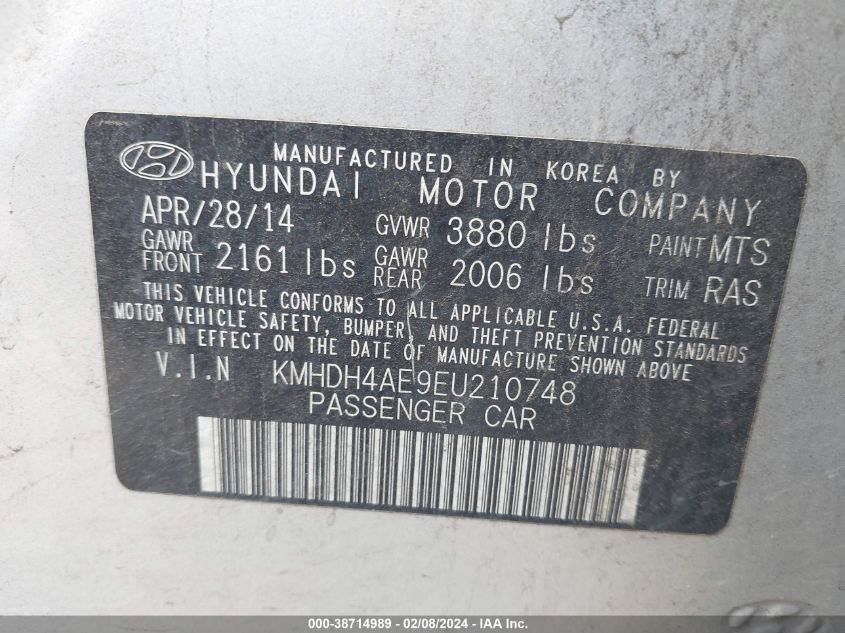 MANUFACTURED IN KOREA BY
HYUNDAI MOTOR COMPANY
APR/28/14 GVWR 3880 lbs PAINT MTS
GAWR FRONT 2161 lbs GAWR REAR 2006 lbs TRIM RAS
THIS VEHICLE CONFORMS TO ALL APPLICABLE U.S.A. FEDERAL
MOTOR VEHICLE SAFETY, BUMPER, AND THEFT PREVENTION STANDARDS
IN EFFECT ON THE DATE OF MANUFACTURE SHOWN ABOVE
V.I.N KMHDH4AE9EU210748
PASSENGER CAR
000-38714989 - 02/08/2024 - IAA Inc.